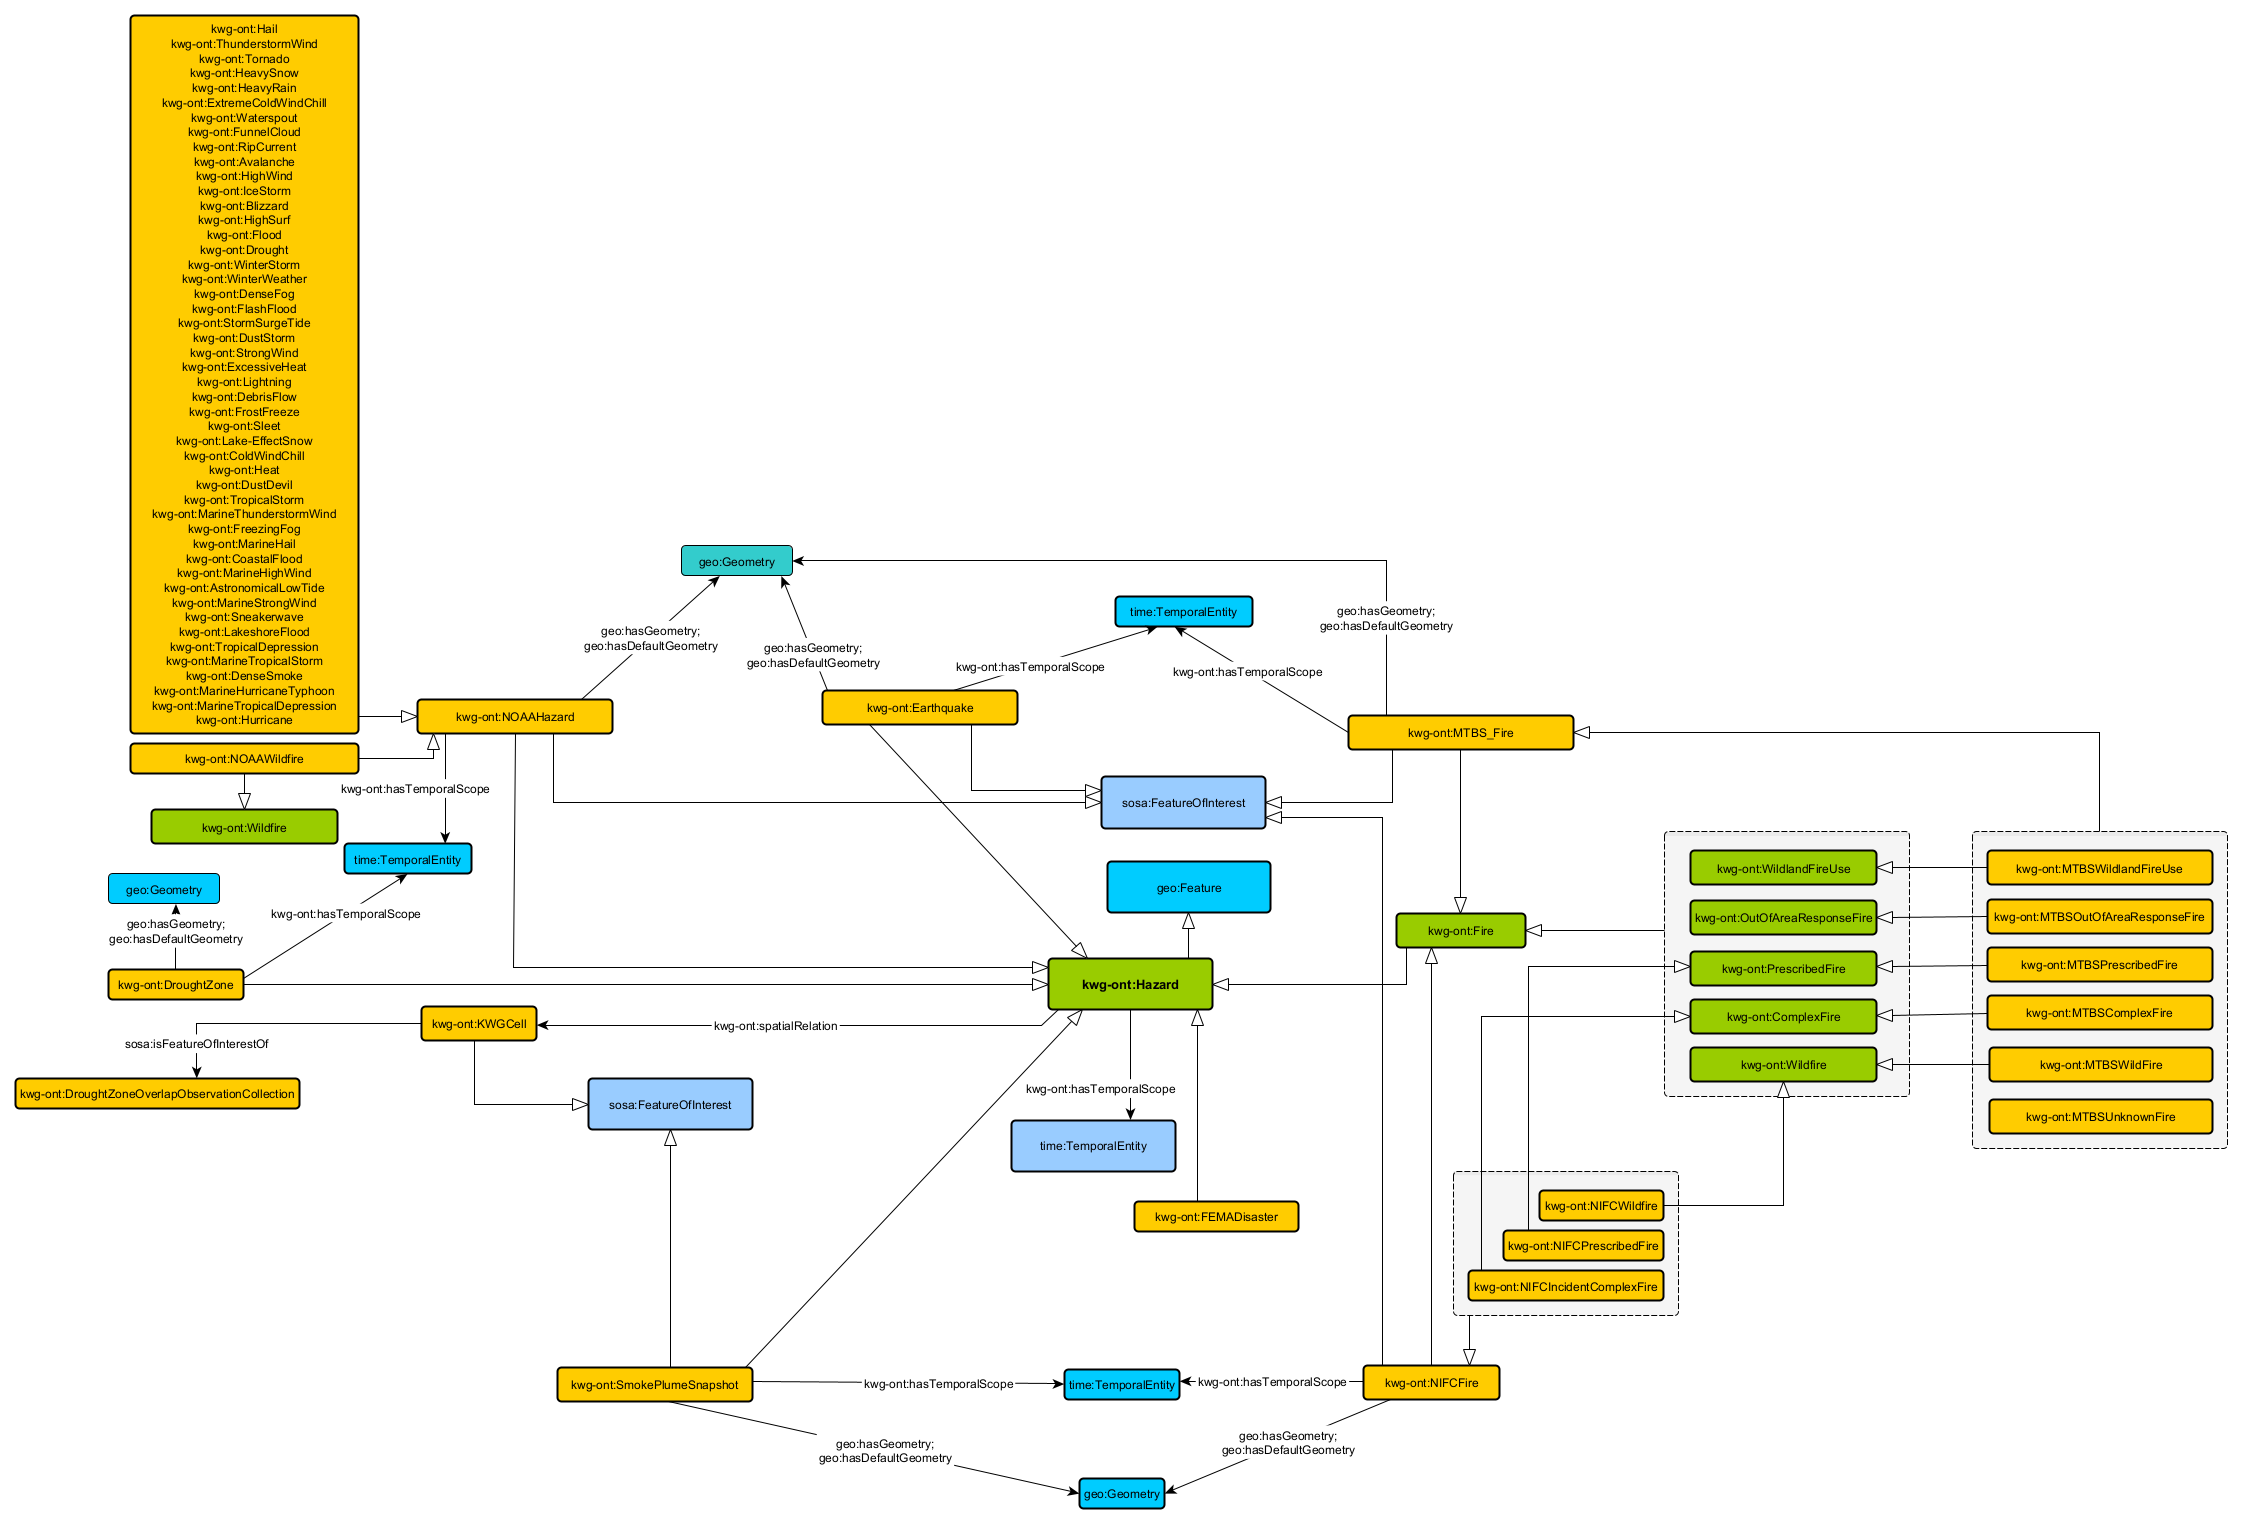 kwg-ont:Hail
kwg-ont:ThunderstormWind
kwg-ont:Tornado
kwg-ont:HeavySnow
kwg-ont:HeavyRain
kwg-ont:ExtremeColdWindChill
kwg-ont:Waterspout
kwg-ont:FunnelCloud
kwg-ont:RipCurrent
kwg-ont:Avalanche
kwg-ont:HighWind
kwg-ont:IceStorm
kwg-ont:Blizzard
kwg-ont:HighSurf
kwg-ont:Flood
kwg-ont:Drought
kwg-ont:WinterStorm
kwg-ont:WinterWeather
kwg-ont:DenseFog
kwg-ont:FlashFlood
kwg-ont:StormSurgeTide
kwg-ont:DustStorm
kwg-ont:StrongWind
kwg-ont:ExcessiveHeat
kwg-ont:Lightning
kwg-ont:DebrisFlow
kwg-ont:FrostFreeze
kwg-ont:Sleet
kwg-ont:Lake-EffectSnow
kwg-ont:ColdWindChill
kwg-ont:Heat
kwg-ont:DustDevil
kwg-ont:TropicalStorm
kwg-ont:MarineThunderstormWind
kwg-ont:FreezingFog
kwg-ont:MarineHail
kwg-ont:CoastalFlood
kwg-ont:MarineHighWind
kwg-ont:AstronomicalLowTide
kwg-ont:MarineStrongWind
kwg-ont:Sneakerwave
kwg-ont:LakeshoreFlood
kwg-ont:TropicalDepression
kwg-ont:MarineTropicalStorm
kwg-ont:DenseSmoke
kwg-ont:MarineHurricaneTyphoon
kwg-ont:MarineTropicalDepression
kwg-ont:Hurricane
geo:Geometry
time:TemporalEntity
geo:hasGeometry;
geo:hasDefaultGeometry
geo:hasGeometry;
geo:hasDefaultGeometry
geo:hasGeometry;
geo:hasDefaultGeometry
kwg-ont:hasTemporalScope
kwg-ont:hasTemporalScope
kwg-ont:NOAAHazard
kwg-ont:Earthquake
kwg-ont:MTBS_Fire
kwg-ont:NOAAWildfire
kwg-ont:hasTemporalScope
sosa:FeatureOfInterest
kwg-ont:Wildfire
time:TemporalEntity
geo:Geometry
geo:Feature
kwg-ont:WildlandFireUse
kwg-ont:MTBSWildlandFireUse
kwg-ont:hasTemporalScope
geo:hasGeometry;
geo:hasDefaultGeometry
kwg-ont:Fire
kwg-ont:OutOfAreaResponseFire
kwg-ont:MTBSOutOfAreaResponseFire
kwg-ont:DroughtZone
kwg-ont:Hazard
kwg-ont:PrescribedFire
kwg-ont:MTBSPrescribedFire
kwg-ont:KWGCell
kwg-ont:spatialRelation
kwg-ont:ComplexFire
kwg-ont:MTBSComplexFire
sosa:isFeatureOfInterestOf
kwg-ont:Wildfire
kwg-ont:MTBSWildFire
kwg-ont:DroughtZoneOverlapObservationCollection
sosa:FeatureOfInterest
kwg-ont:hasTemporalScope
kwg-ont:MTBSUnknownFire
time:TemporalEntity
kwg-ont:FEMADisaster
kwg-ont:NIFCWildfire
kwg-ont:NIFCPrescribedFire
kwg-ont:NIFCIncidentComplexFire
kwg-ont:SmokePlumeSnapshot
kwg-ont:hasTemporalScope
time:TemporalEntity
kwg-ont:hasTemporalScope
kwg-ont:NIFCFire
geo:hasGeometry;
geo:hasDefaultGeometry
geo:hasGeometry;
geo:hasDefaultGeometry
geo:Geometry